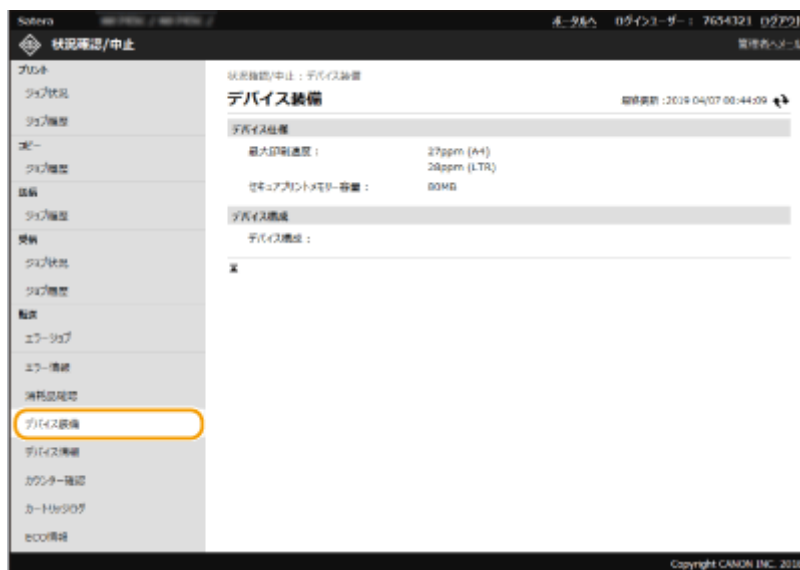 Satera
ポータルへ ログインユーザー： 7654321 ログアウト
状況確認/中止
管理者へメール
プリント
ジョブ状況
ジョブ履歴
コピー
ジョブ履歴
送信
ジョブ履歴
受信
ジョブ状況
ジョブ履歴
転送
エラージョブ
エラー情報
消耗品確認
デバイス装備
デバイス情報
カウンター確認
カートリッジログ
eco情報
状況確認/中止：デバイス装備
デバイス装備
最終更新 :2019 04/07 00:44:09
デバイス仕様
最大印刷速度： 27ppm (A4)
28ppm (LTR)
セキュアプリントメモリー容量： 80MB
デバイス構成
デバイス構成：
Copyright CANON INC.